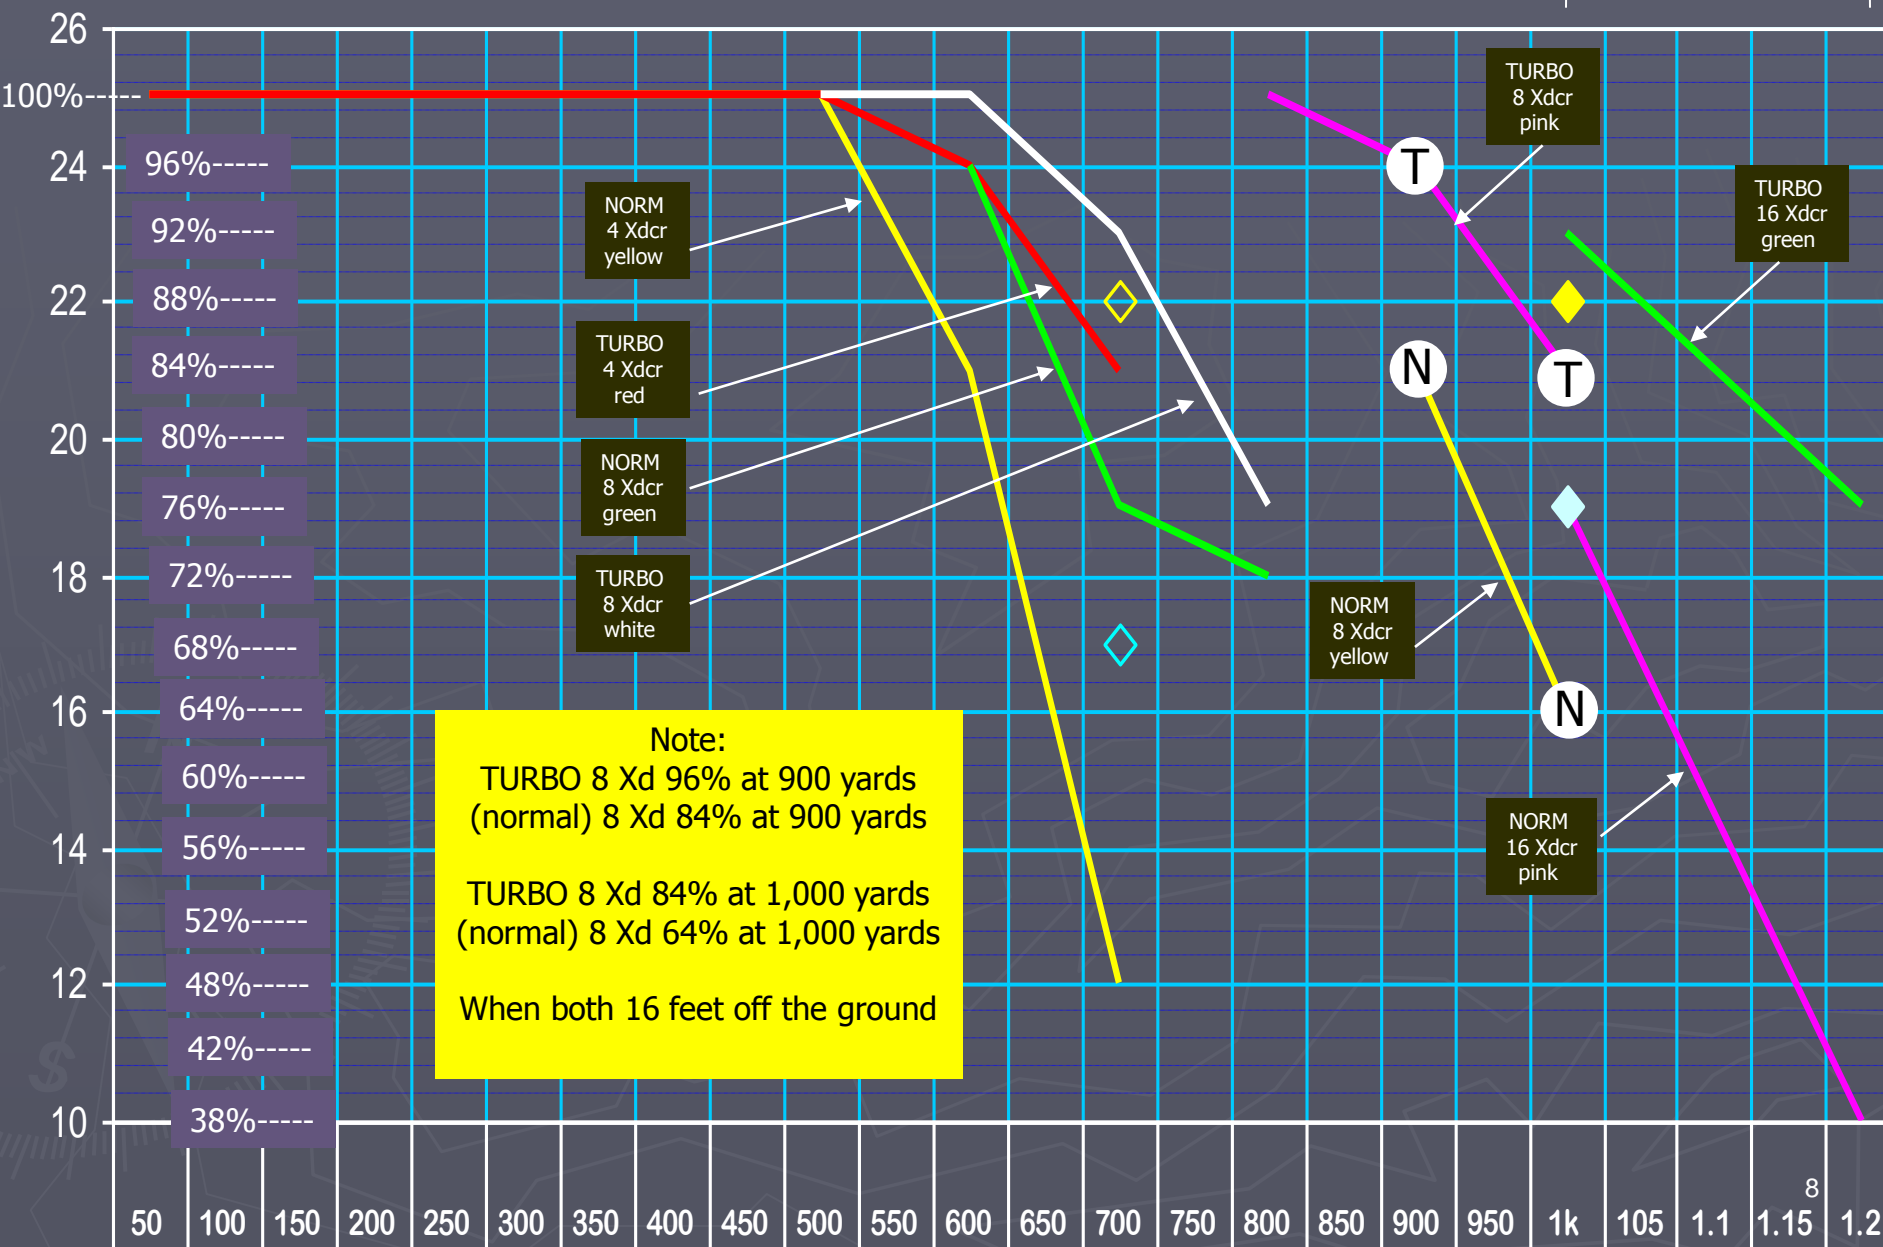 26
100%-----
96%-----
24
92%-----
88%-----
22
84%-----
80%-----
20
76%-----
72%-----
18
68%-----
64%-----
16
60%-----
56%-----
14
52%-----
48%-----
12
42%-----
38%-----
10
NORM
4 Xdcr
yellow
TURBO
4 Xdcr
red
NORM
8 Xdcr
green
TURBO
8 Xdcr
white
TURBO
8 Xdcr
pink
TURBO
16 Xdcr
green
T
T
N
N
NORM
8 Xdcr
yellow
NORM
16 Xdcr
pink
Note:
TURBO 8 Xd 96% at 900 yards
(normal) 8 Xd 84% at 900 yards
TURBO 8 Xd 84% at 1,000 yards
(normal) 8 Xd 64% at 1,000 yards
When both 16 feet off the ground
8
50 100 150 200 250 300 350 400 450 500 550 600 650 700 750 800 850 900 950 1k 105 1.1 1.15 1.2